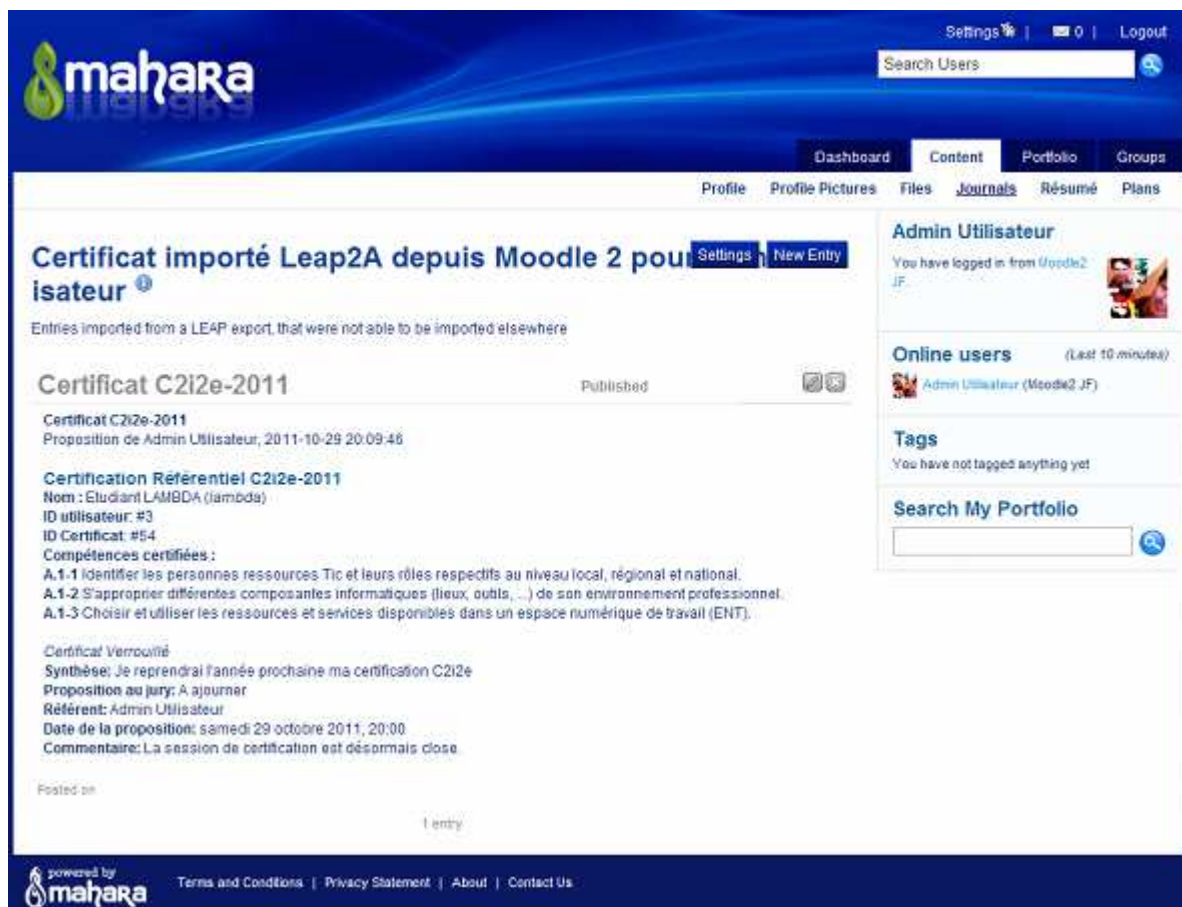 Settings | 0 | Logout
mahara
Search Users
Dashboard Content Portfolio Groups
Profile Profile Pictures Files Journals Résumé Plans
Certificat importé Leap2A depuis Moodle 2 pour
isateur
Settings New Entry
Entries imported from a LEAP export, that were not able to be imported elsewhere
Certificat C2i2e-2011 Published
Certificat C2i2e-2011
Proposition de Admin Utilisateur, 2011-10-29 20:09:46
Certification Référentiel C2i2e-2011
Nom : Etudiant LAMBDA (lambda)
ID utilisateur: #3
ID Certificat: #54
Compétences certifiées :
A.1-1 Identifier les personnes ressources Tic et leurs rôles respectifs au niveau local, régional et national.
A.1-2 S'approprier différentes composantes informatiques (lieux, outils, ...) de son environnement professionnel.
A.1-3 Choisir et utiliser les ressources et services disponibles dans un espace numérique de travail (ENT).
Certificat Verrouillé
Synthèse: Je reprendrai l'année prochaine ma certification C2i2e
Proposition au jury: A ajourner
Référent: Admin Utilisateur
Date de la proposition: samedi 29 octobre 2011, 20:00
Commentaire: La session de certification est désormais close.
Posted on
1 entry
Admin Utilisateur
You have logged in from Moodle2
JF.
Online users (Last 10 minutes)
Admin Utilisateur (Moodle2 JF)
Tags
You have not tagged anything yet
Search My Portfolio
powered by
mahara
Terms and Conditions | Privacy Statement | About | Contact Us